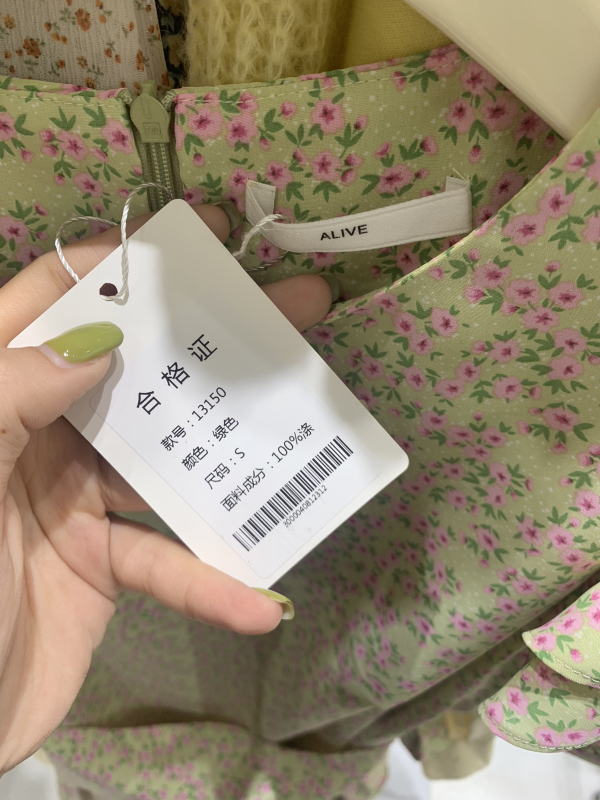 ALIVE
合格证
款号：13150
颜色：绿色
尺码：S
面料成分：100%涤